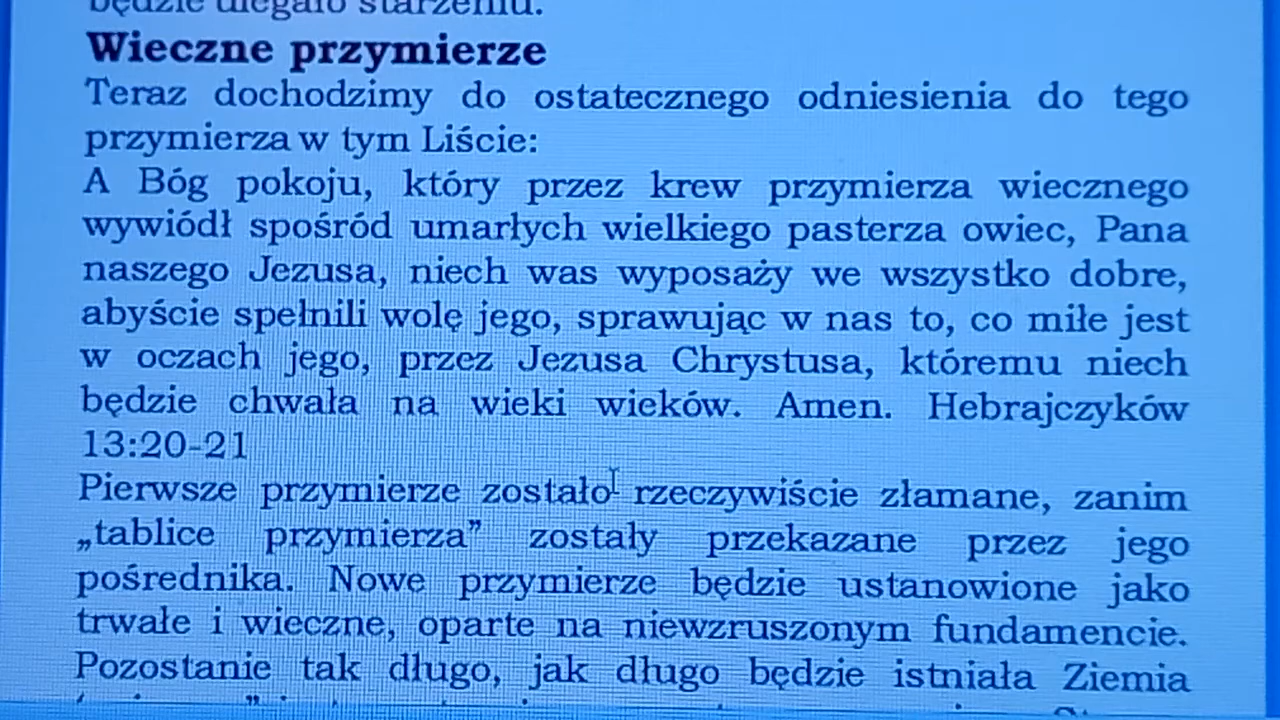 będzie ulegało starzeniu.
Wieczne przymierze
Teraz dochodzimy do ostatecznego odniesienia do tego
przymierza w tym Liście:
A Bóg pokoju, który przez krew przymierza wiecznego
wywiódł spośród umarłych wielkiego pasterza owiec, Pana
naszego Jezusa, niech was wyposaży we wszystko dobre,
abyście spełnili wolę jego, sprawując w nas to, co miłe jest
w oczach jego, przez Jezusa Chrystusa, któremu niech
będzie chwała na wieki wieków. Amen. Hebrajczyków
13:20-21
Pierwsze przymierze zostało rzeczywiście złamane, zanim
„tablice przymierza” zostały przekazane przez jego
pośrednika. Nowe przymierze będzie ustanowione jako
trwałe i wieczne, oparte na niewzruszonym fundamencie.
Pozostanie tak długo, jak długo będzie istniała Ziemia